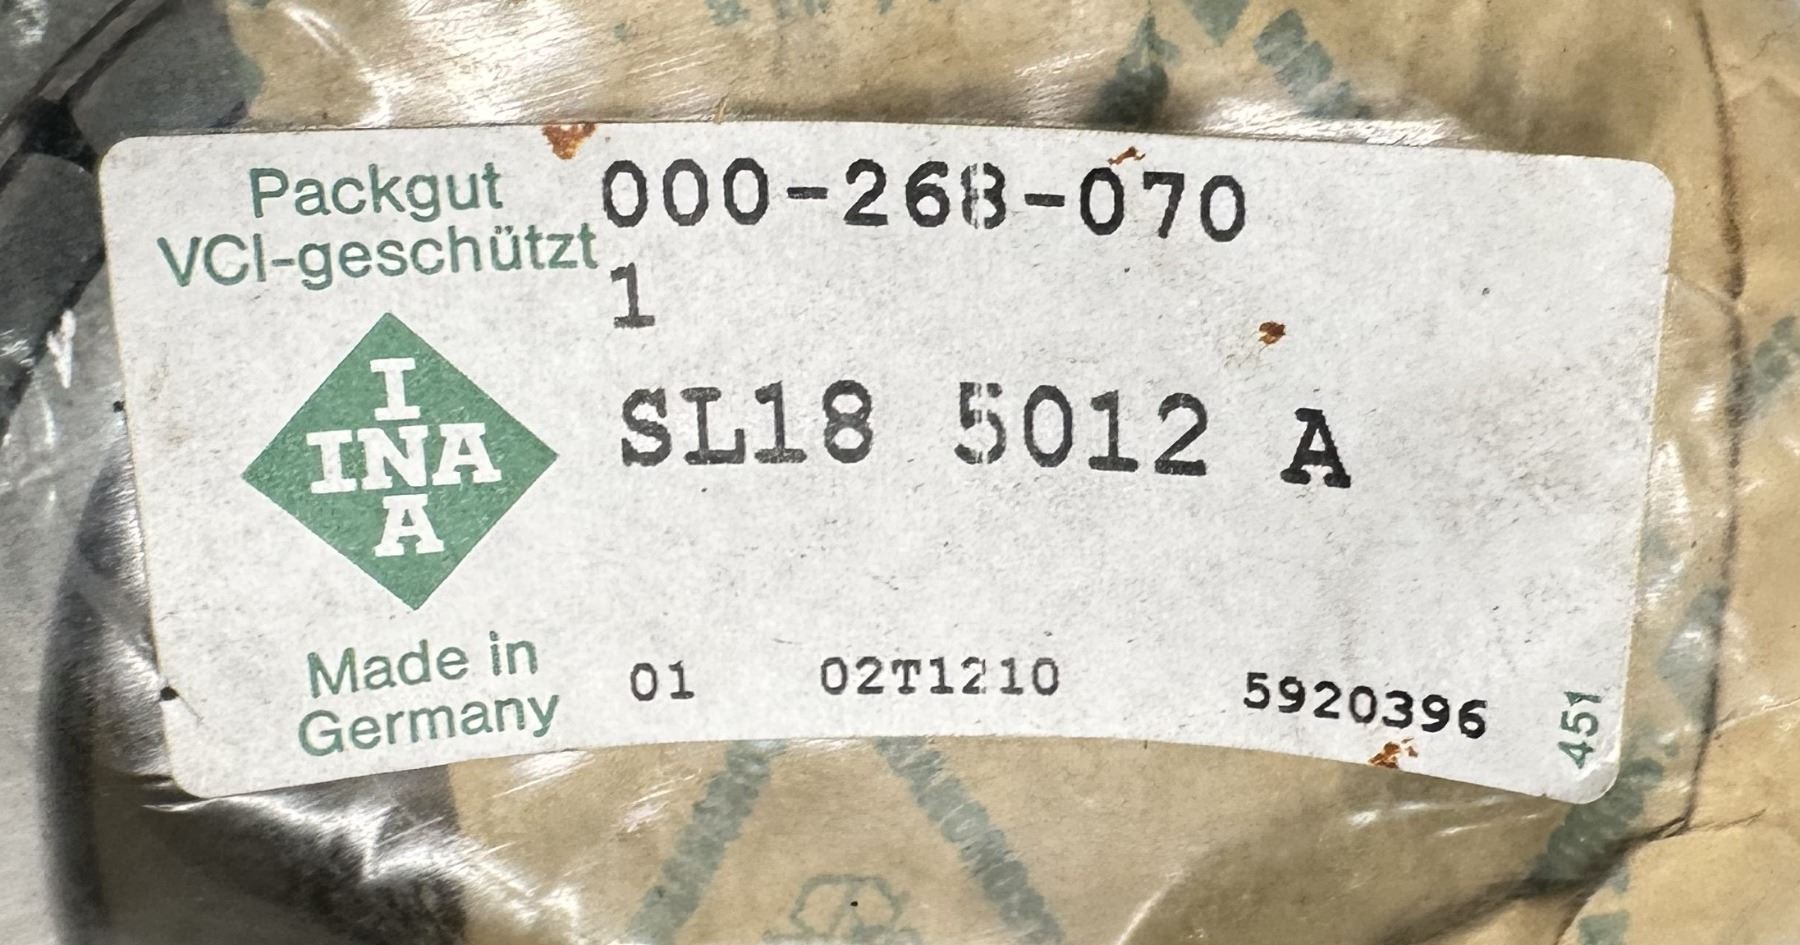 Packgut
VCI-geschützt
000-268-070
1
I
INA
A
SL18 5012 A
Made in
Germany
01 02T1210 5920396
451